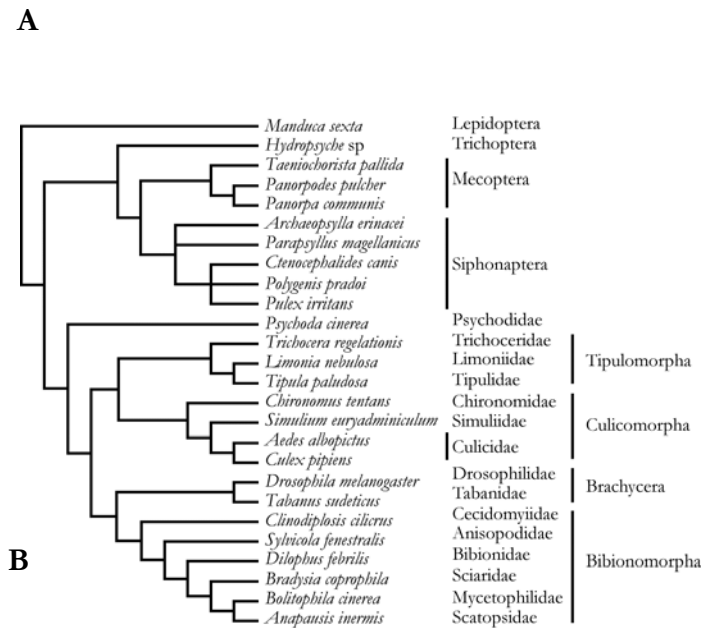 A
Manduca sexta Lepidoptera
Hydropsyche sp Trichoptera
Taeniochorista pallida
Panorpodes pulcher Mecoptera
Panorpa communis
Archaeopsylla erinacei
Parapsyllus magellanicus
Ctenocephalides canis Siphonaptera
Polygenis pradoi
Pulex irritans
Psychoda cinerea Psychodidae
Trichocera regelationis Trichoceridae
Limonia nebulosa Limoniidae Tipulomorpha
Tipula paludosa Tipulidae
Chironomus tentans Chironomidae
Simulium euryadminiculum Simuliidae Culicomorpha
Aedes albopictus Culicidae
Culex pipiens
Drosophila melanogaster Drosophilidae Brachycera
Tabanus sudeticus Tabanidae
Clinodiplosis cilicrus Cecidomyiidae
Sylvicola fenestralis Anisopodidae
B Dilophus febrilis Bibionidae Bibionomorpha
Bradysia coprophila Sciaridae
Bolitophila cinerea Mycetophilidae
Anapausis inermis Scatopsidae